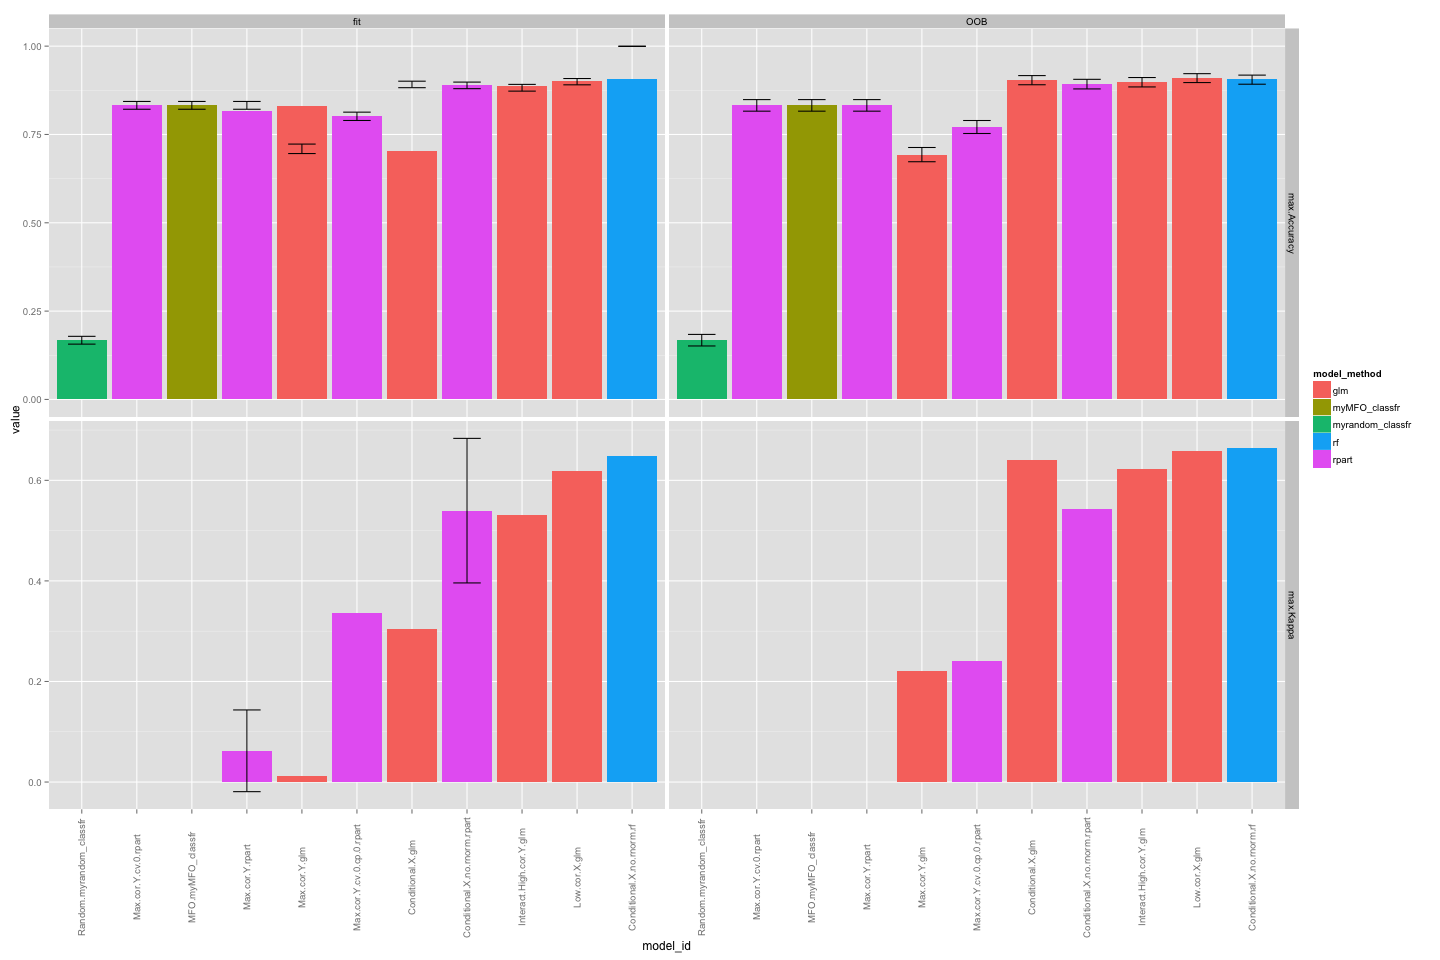 fit
OOB
1.00
0.75
0.50
0.25
0.00
max.Accuracy
value
0.6
0.4
0.2
0.0
max.Kappa
Random.myrandom_classfr
Max.cor.Y.cv.0.rpart
MFO.myMFO_classfr
Max.cor.Y.rpart
Max.cor.Y.glm
Max.cor.Y.cv.0.cp.0.rpart
Conditional.X.glm
Conditional.X.no.rnorm.rpart
Interact.High.cor.Y.glm
Low.cor.X.glm
Conditional.X.no.rnorm.rf
Random.myrandom_classfr
Max.cor.Y.cv.0.rpart
MFO.myMFO_classfr
Max.cor.Y.rpart
Max.cor.Y.glm
Max.cor.Y.cv.0.cp.0.rpart
Conditional.X.glm
Conditional.X.no.rnorm.rpart
Interact.High.cor.Y.glm
Low.cor.X.glm
Conditional.X.no.rnorm.rf
model_id
model_method
glm
myMFO_classfr
myrandom_classfr
rf
rpart